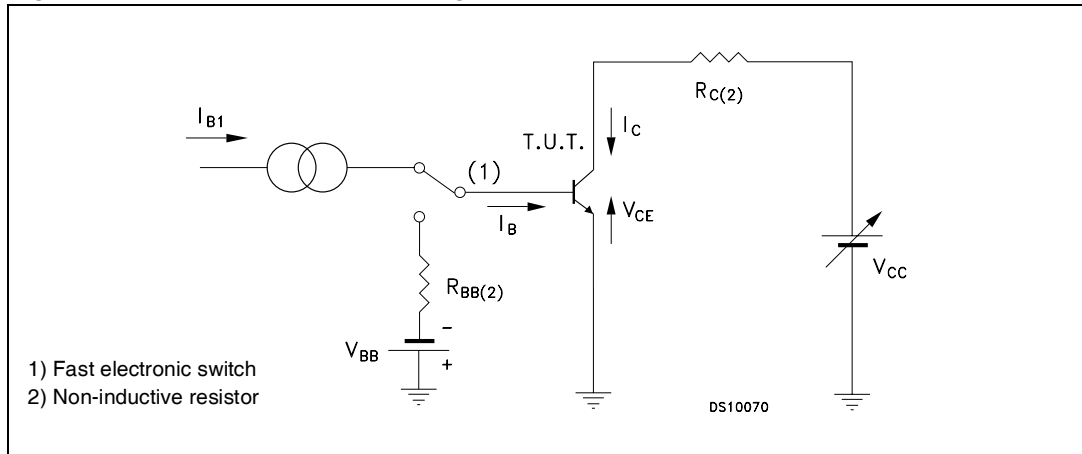 R_C(2)
I_B1
I_C
T.U.T.
(1)
I_B
V_CE
R_BB(2)
V_CC
V_BB
-
+
1) Fast electronic switch
2) Non-inductive resistor
DS10070